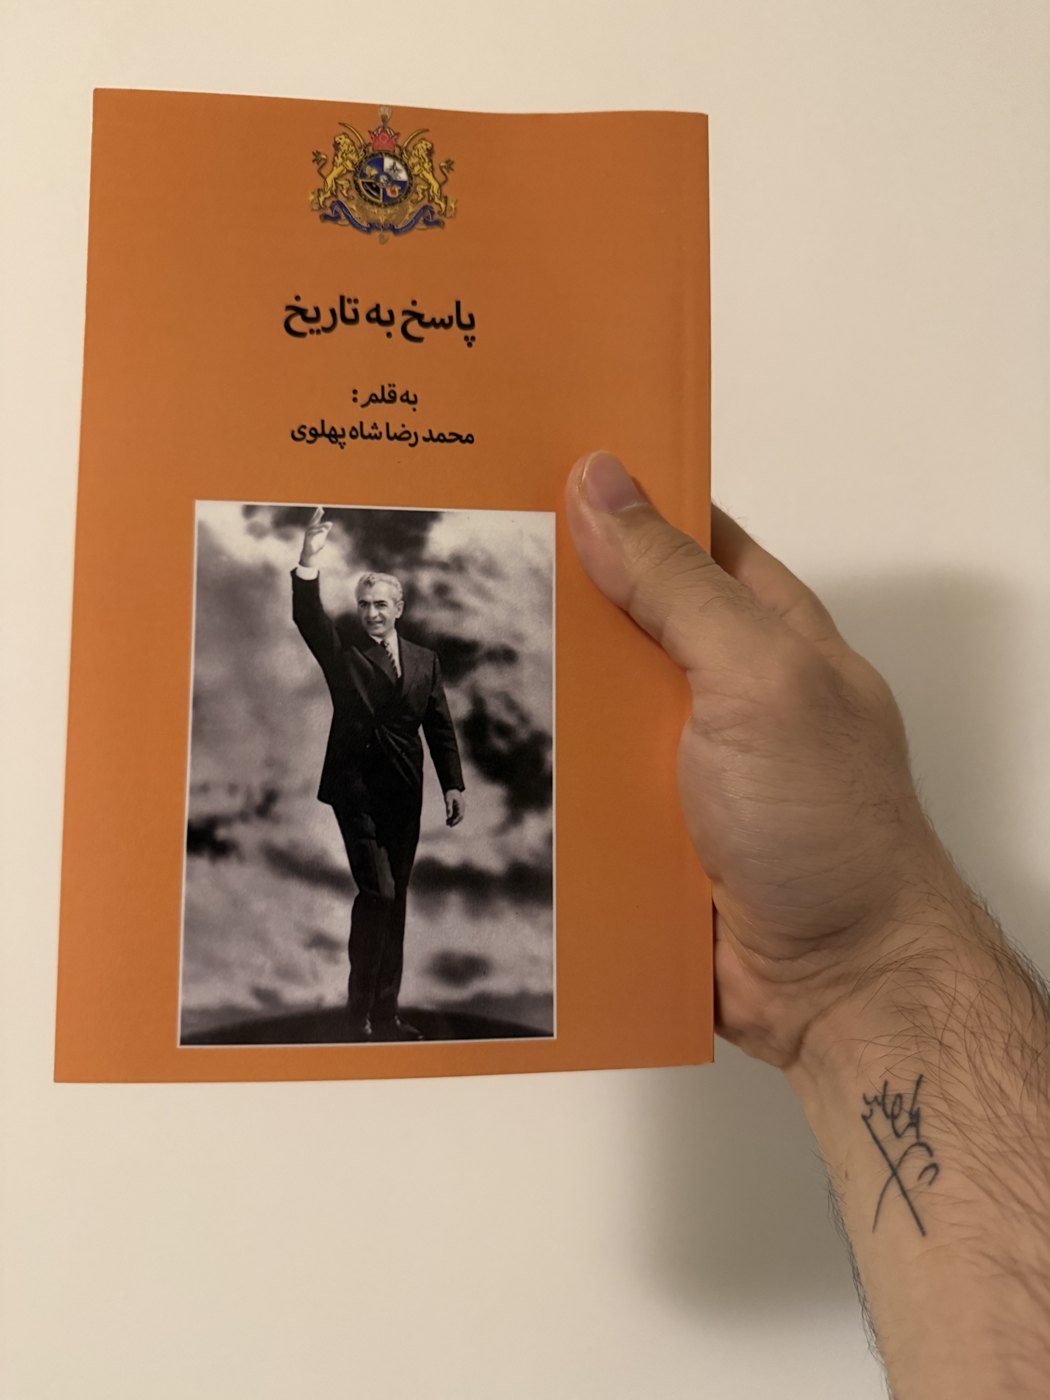 پاسخ به تاریخ
به قلم:
محمد رضا شاه پهلوی